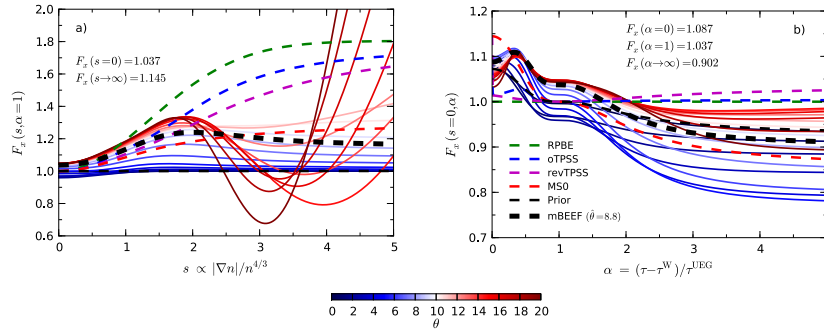 a)
F_x(s=0)=1.037
F_x(s→∞)=1.145
F_x(s,α=1)
2.0
1.8
1.6
1.4
1.2
1.0
0.8
0.6
0 1 2 3 4 5
s ∝ |∇n|/n^{4/3}
b)
F_x(α=0)=1.087
F_x(α=1)=1.037
F_x(α→∞)=0.902
F_x(s=0,α)
1.2
1.1
1.0
0.9
0.8
0.7
RPBE
oTPSS
revTPSS
MS0
Prior
mBEEF (θ̂=8.8)
0 1 2 3 4 5
α = (τ−τ^W)/τ^{UEG}
0 2 4 6 8 10 12 14 16 18 20
θ